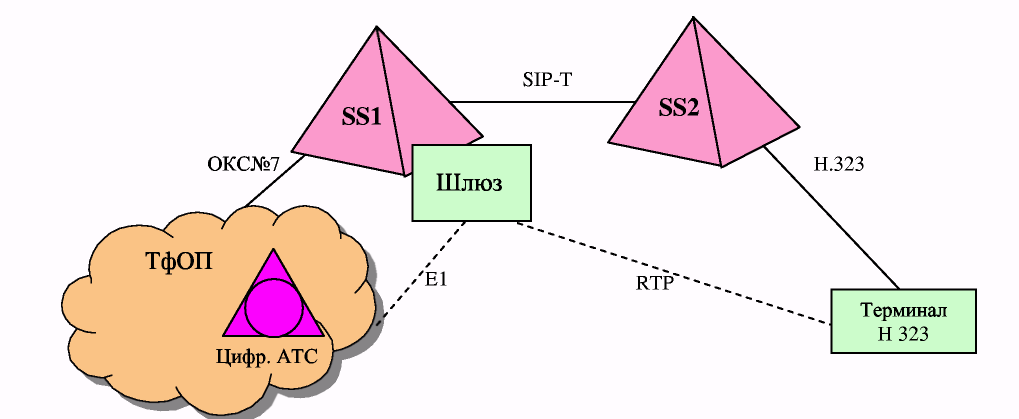 SIP-T
SS1
SS2
ОКС№7
Шлюз
H.323
ТфОП
E1
RTP
Терминал
H 323
Цифр. АТС